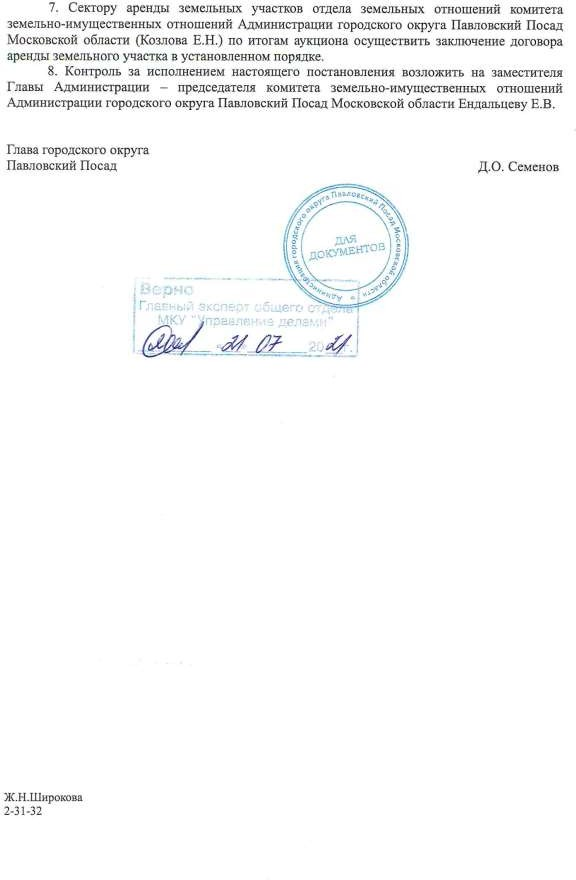 7. Сектору аренды земельных участков отдела земельных отношений комитета
земельно-имущественных отношений Администрации городского округа Павловский Посад
Московской области (Козлова Е.Н.) по итогам аукциона осуществить заключение договора
аренды земельного участка в установленном порядке.
8. Контроль за исполнением настоящего постановления возложить на заместителя
Главы Администрации – председателя комитета земельно-имущественных отношений
Администрации городского округа Павловский Посад Московской области Ендальцеву Е.В.
Глава городского округа
Павловский Посад Д.О. Семенов
Администрация городского округа Павловский Посад Московской области
ДЛЯ
ДОКУМЕНТОВ
Верно
Главный эксперт общего отдела
МКУ "Управление делами"
"21" 07 2021г.
Ж.Н.Широкова
2-31-32